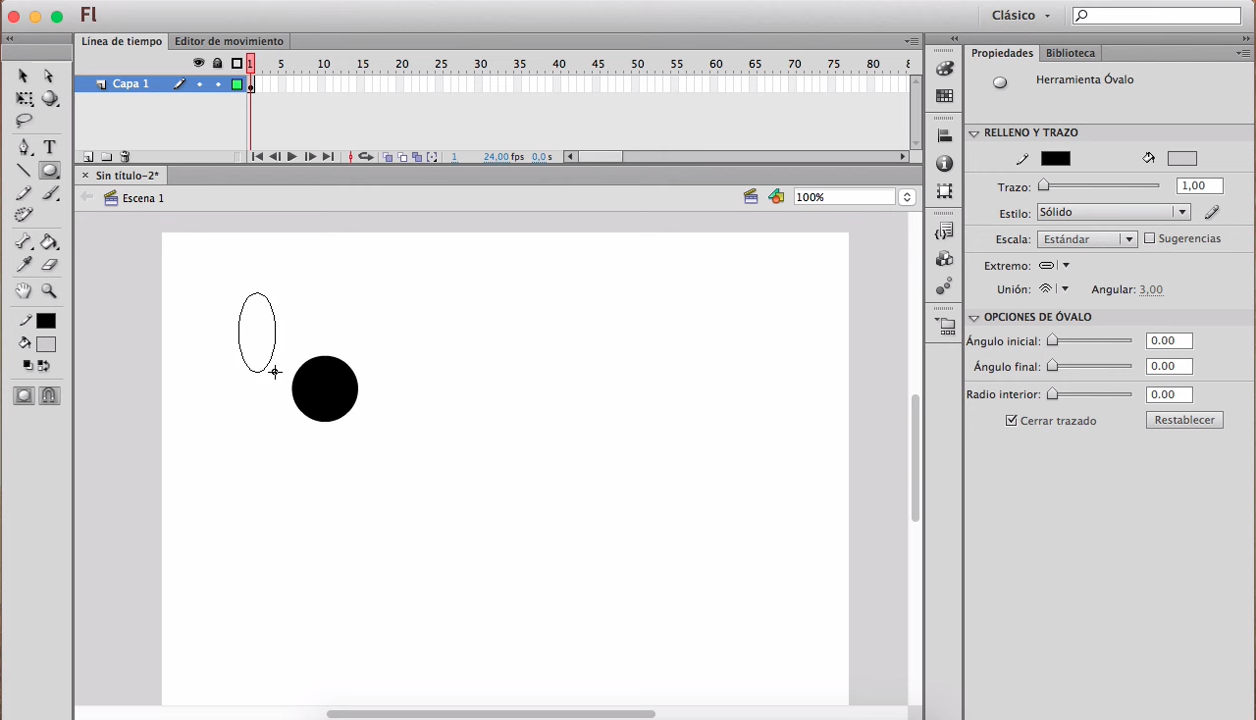 Fl
Clásico
Línea de tiempo
Editor de movimiento
1 5 10 15 20 25 30 35 40 45 50 55 60 65 70 75 80 8
Capa 1
1 24,00 fps 0,0 s
Sin título-2*
Escena 1
100%
T
Propiedades
Biblioteca
Herramienta Óvalo
RELLENO Y TRAZO
Trazo: 1,00
Estilo: Sólido
Escala: Estándar Sugerencias
Extremo:
Unión: Angular: 3,00
OPCIONES DE ÓVALO
Ángulo inicial: 0.00
Ángulo final: 0.00
Radio interior: 0.00
Cerrar trazado Restablecer